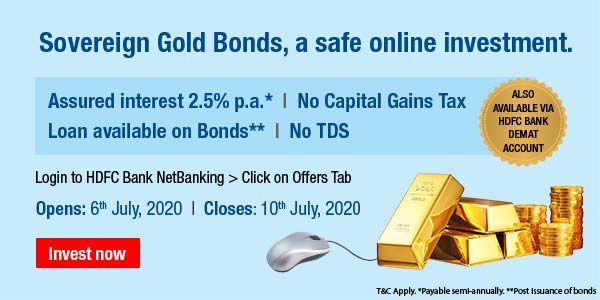 Sovereign Gold Bonds, a safe online investment.
Assured interest 2.5% p.a.* | No Capital Gains Tax
Loan available on Bonds** | No TDS
ALSO
AVAILABLE VIA
HDFC BANK
DEMAT
ACCOUNT
Login to HDFC Bank NetBanking > Click on Offers Tab
Opens: 6th July, 2020 | Closes: 10th July, 2020
Invest now
GOLD
T&C Apply. *Payable semi-annually. **Post Issuance of bonds